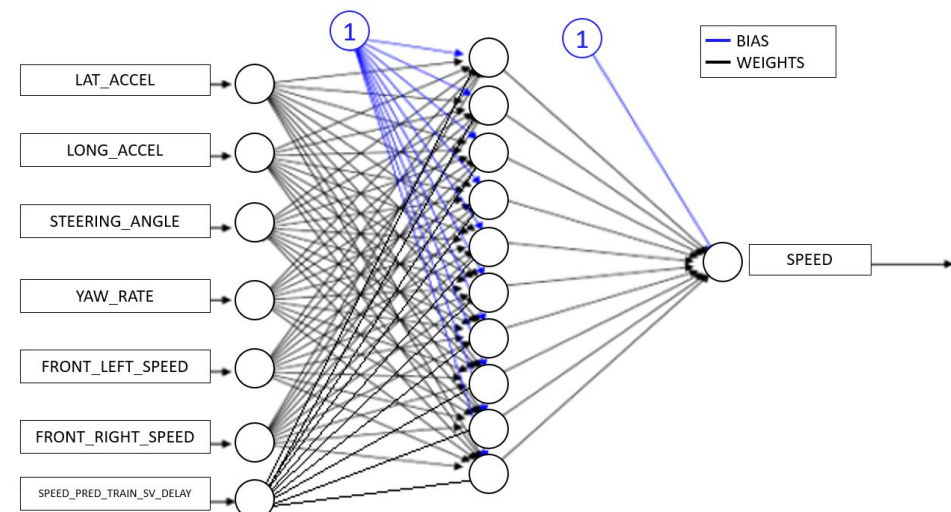 1
1
BIAS
WEIGHTS
LAT_ACCEL
LONG_ACCEL
STEERING_ANGLE
YAW_RATE
SPEED
FRONT_LEFT_SPEED
FRONT_RIGHT_SPEED
SPEED_PRED_TRAIN_SV_DELAY